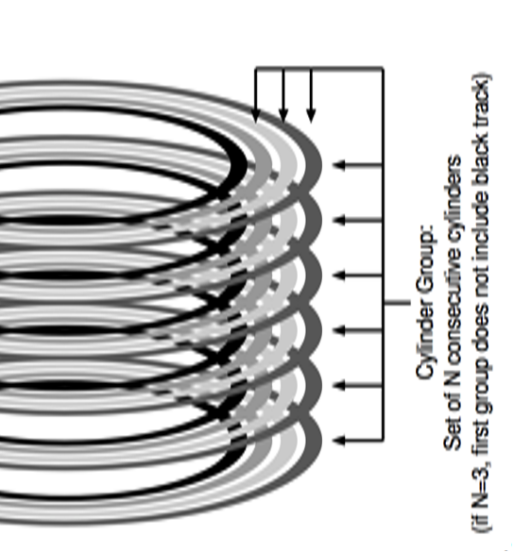 Cylinder Group:
Set of N consecutive cylinders
(if N=3, first group does not include black track)